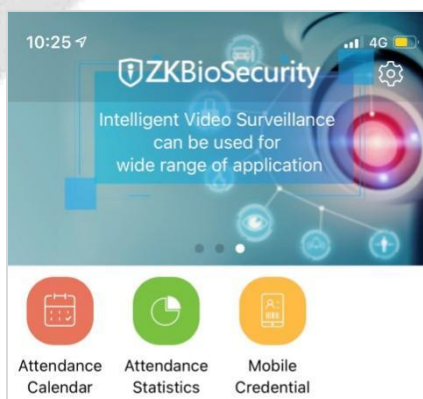 10:25
4G
ZKBioSecurity
Intelligent Video Surveillance
can be used for
wide range of application
Attendance
Calendar
Attendance
Statistics
Mobile
Credential